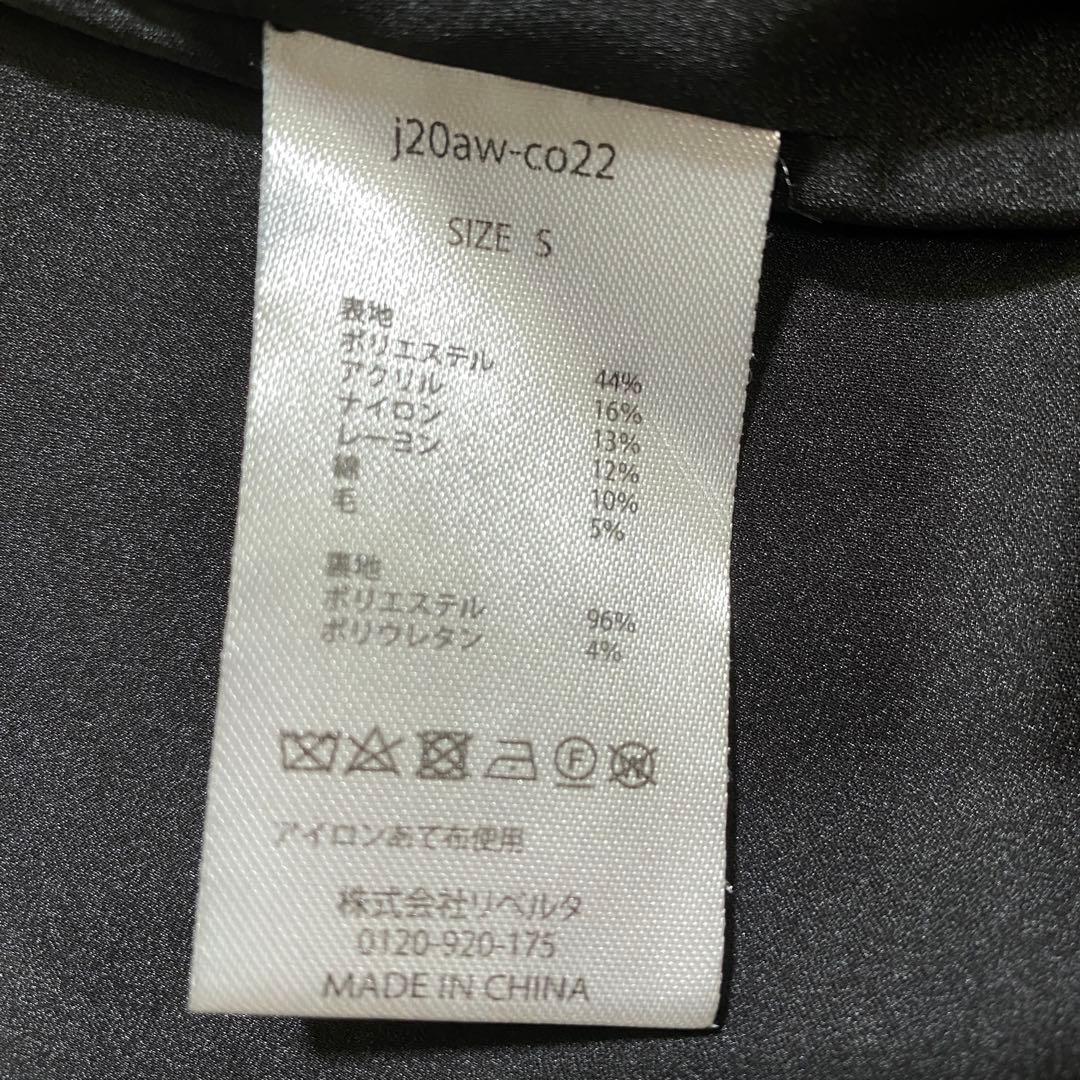 j20aw-co22
SIZE S
表地
ポリエステル 44%
アクリル 16%
ナイロン 13%
レーヨン 12%
綿 10%
毛 5%
裏地
ポリエステル 96%
ポリウレタン 4%
F W
アイロンあて布使用
株式会社リベルタ
0120-920-175
MADE IN CHINA